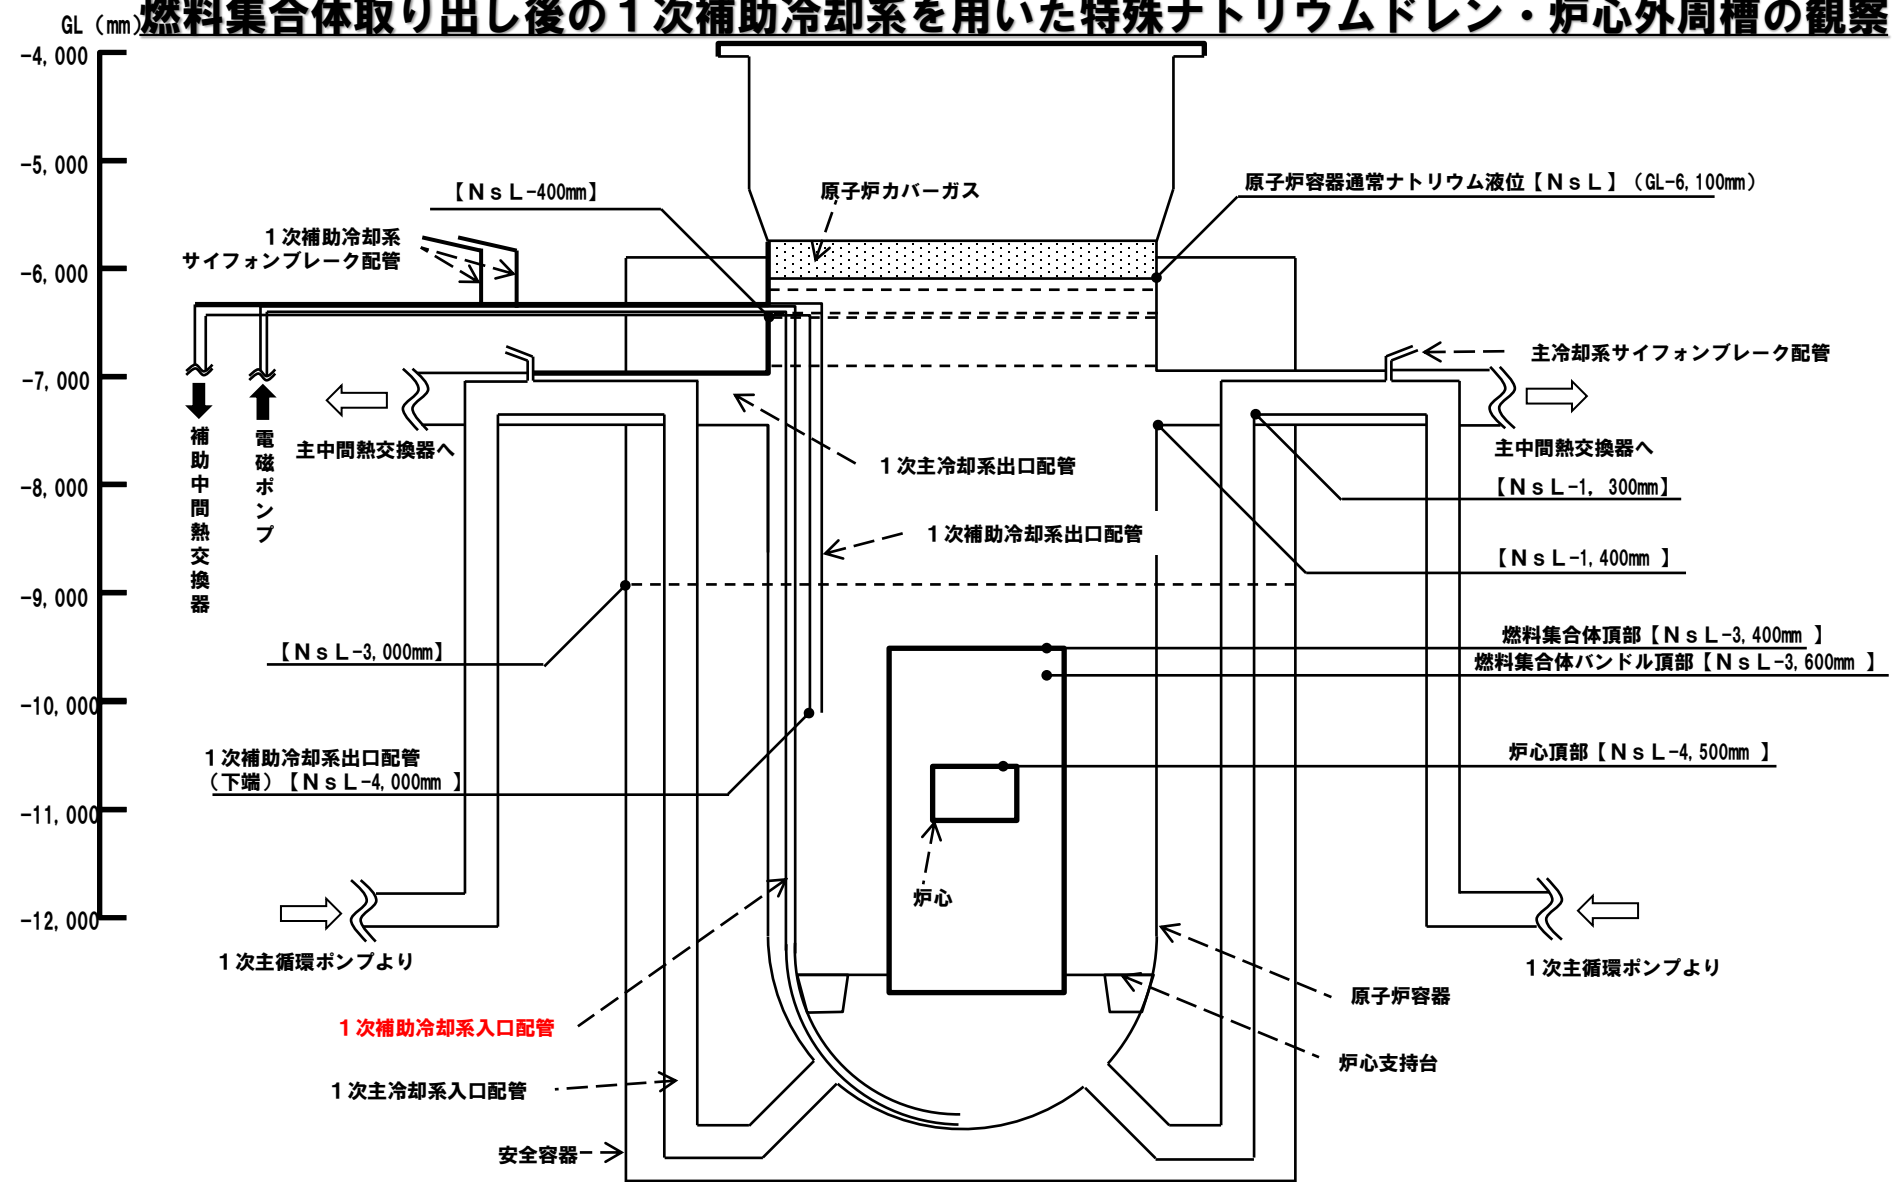 燃料集合体取り出し後の１次補助冷却系を用いた特殊ナトリウムドレン・炉心外周槽の観察
GL（mm）
-4,000
-5,000
-6,000
-7,000
-8,000
-9,000
-10,000
-11,000
-12,000
【ＮｓＬ-400mm】
原子炉カバーガス
原子炉容器通常ナトリウム液位【ＮｓＬ】（GL-6,100mm）
１次補助冷却系
サイフォンブレーク配管
主冷却系サイフォンブレーク配管
補助中間熱交換器
電磁ポンプ
主中間熱交換器へ
主中間熱交換器へ
１次主冷却系出口配管
【ＮｓＬ-1, 300mm】
１次補助冷却系出口配管
【ＮｓＬ-1,400mm 】
【ＮｓＬ-3,000mm】
燃料集合体頂部【ＮｓＬ-3,400mm 】
燃料集合体バンドル頂部【ＮｓＬ-3,600mm 】
１次補助冷却系出口配管
（下端）【ＮｓＬ-4,000mm 】
炉心頂部【ＮｓＬ-4,500mm 】
炉心
１次主循環ポンプより
１次主循環ポンプより
原子炉容器
１次補助冷却系入口配管
炉心支持台
１次主冷却系入口配管
安全容器